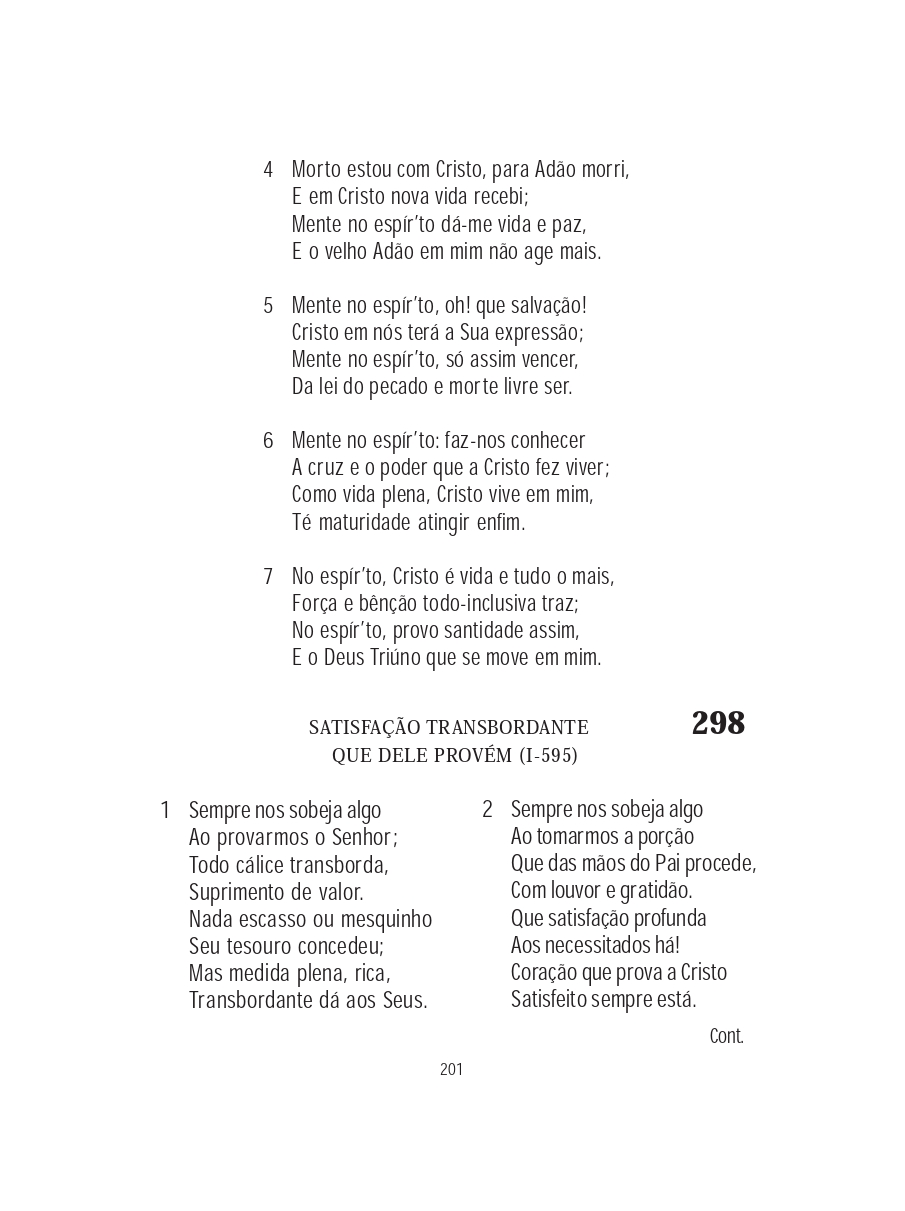 4 Morto estou com Cristo, para Adão morri,
E em Cristo nova vida recebi;
Mente no espír’to dá-me vida e paz,
E o velho Adão em mim não age mais.
5 Mente no espír’to, oh! que salvação!
Cristo em nós terá a Sua expressão;
Mente no espír’to, só assim vencer,
Da lei do pecado e morte livre ser.
6 Mente no espír’to: faz-nos conhecer
A cruz e o poder que a Cristo fez viver;
Como vida plena, Cristo vive em mim,
Té maturidade atingir enfim.
7 No espír’to, Cristo é vida e tudo o mais,
Força e bênção todo-inclusiva traz;
No espír’to, provo santidade assim,
E o Deus Triúno que se move em mim.
SATISFAÇÃO TRANSBORDANTE 298
QUE DELE PROVÉM (I-595)
1 Sempre nos sobeja algo
Ao provarmos o Senhor;
Todo cálice transborda,
Suprimento de valor.
Nada escasso ou mesquinho
Seu tesouro concedeu;
Mas medida plena, rica,
Transbordante dá aos Seus.
2 Sempre nos sobeja algo
Ao tomarmos a porção
Que das mãos do Pai procede,
Com louvor e gratidão.
Que satisfação profunda
Aos necessitados há!
Coração que prova a Cristo
Satisfeito sempre está.
Cont.
201